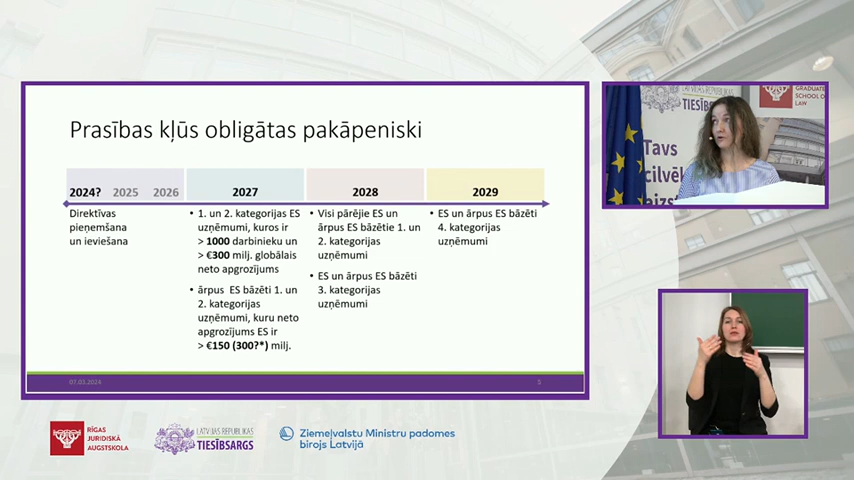 Prasības kļūs obligātas pakāpeniski
2024? 2025 2026
2027
2028
2029
Direktīvas
pieņemšana
un ieviešana
• 1. un 2. kategorijas ES
uzņēmumi, kuros ir
> 1000 darbinieku un
> €300 milj. globālais
neto apgrozījums
• ārpus ES bāzēti 1. un
2. kategorijas
uzņēmumi, kuru neto
apgrozījums ES ir
> €150 (300?*) milj.
• Visi pārējie ES un
ārpus ES bāzētie 1. un
2. kategorijas
uzņēmumi
• ES un ārpus ES bāzēti
3. kategorijas
uzņēmumi
• ES un ārpus ES bāzēti
4. kategorijas
uzņēmumi
07.03.2024
3
LATVIJAS REPUBLIKAS
TIESĪBSARGS
GRADUATE
SCHOOL OF
LAW
Tavs
cilvēk
RĪGAS
JURIDISKĀ
AUGSTSKOLA
LATVIJAS REPUBLIKAS
TIESĪBSARGS
Ziemeļvalstu Ministru padomes
birojs Latvijā